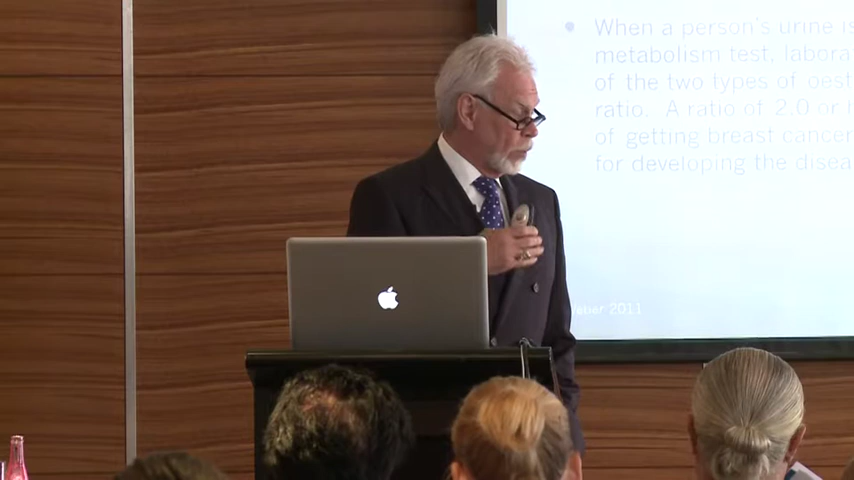 • When a person's urine is
metabolism test, labora
of the two types of oest
ratio. A ratio of 2.0 or
of getting breast cancer
for developing the disea
2011